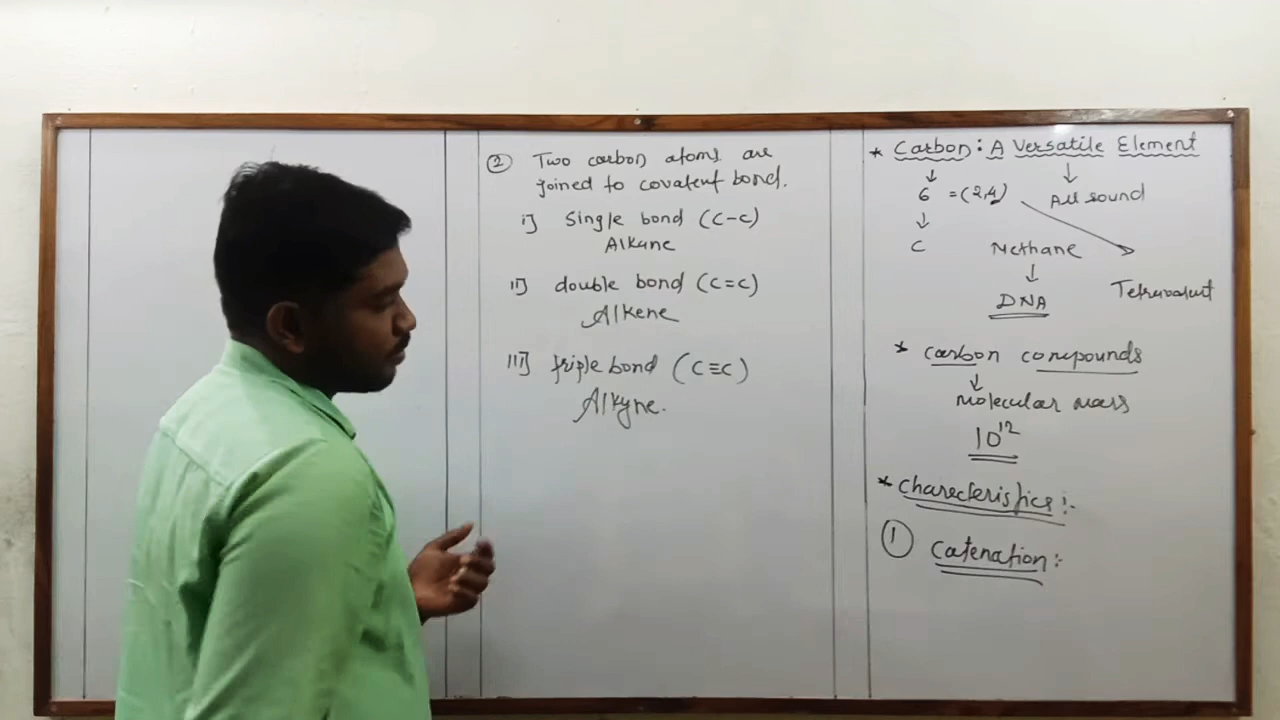 ② Two carbon atoms are
joined to covalent bond.
i] Single bond (C-C)
Alkane
ii] double bond (C=C)
Alkene
iii] triple bond (C≡C)
Alkyne.
* Carbon: A Versatile Element
↓ ↓
6 =(2,4) All sound
↓
C Methane
↓
DNA Tetravalent
* carbon compounds
↓
Molecular mass
10¹²
* Charecteristics:-
① Catenation: